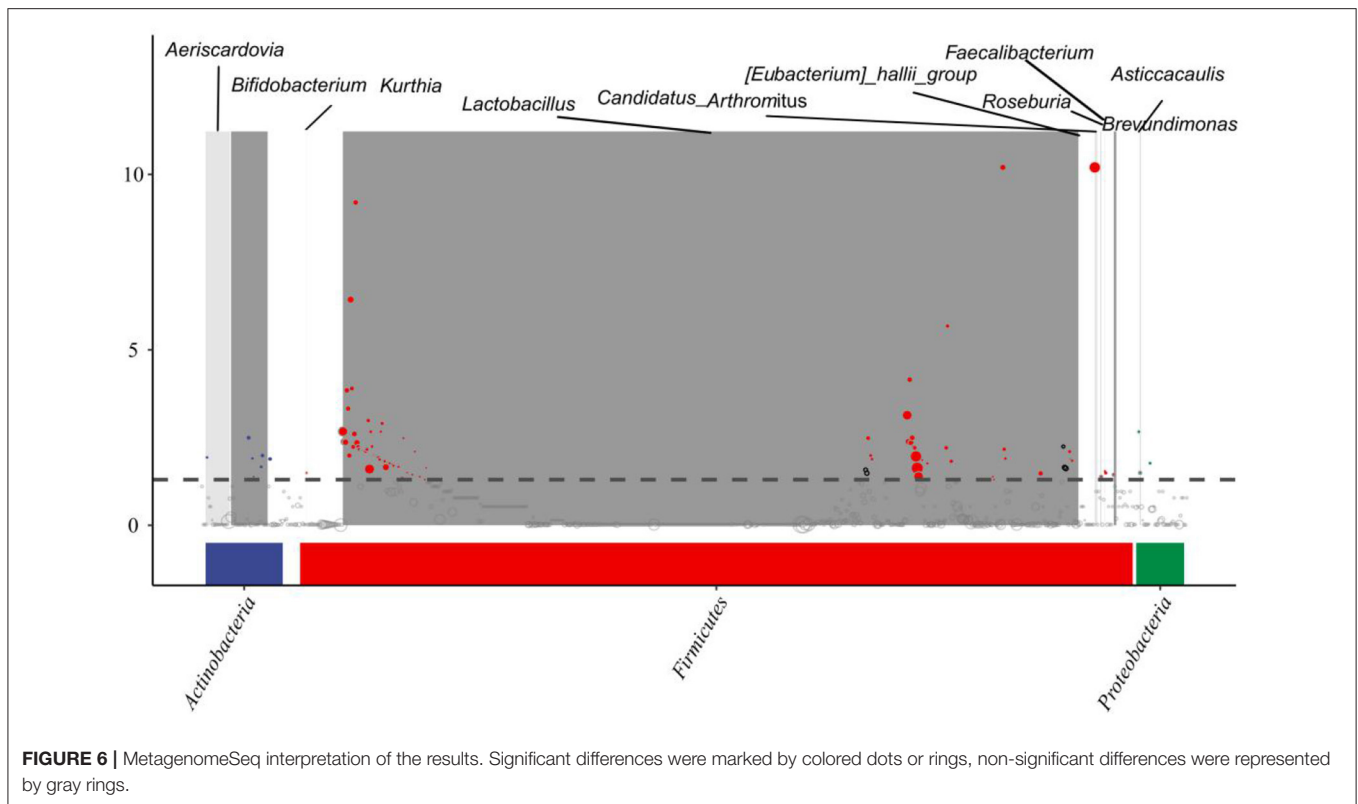 Faecalibacterium
Aeriscardovia
[Eubacterium]_hallii_group
Asticcacaulis
Bifidobacterium
Kurthia
Lactobacillus
Candidatus_Arthromitus
Roseburia
Brevundimonas
10
5
0
Actinobacteria
Firmicutes
Proteobacteria
FIGURE 6 | MetagenomeSeq interpretation of the results. Significant differences were marked by colored dots or rings, non-significant differences were represented
by gray rings.